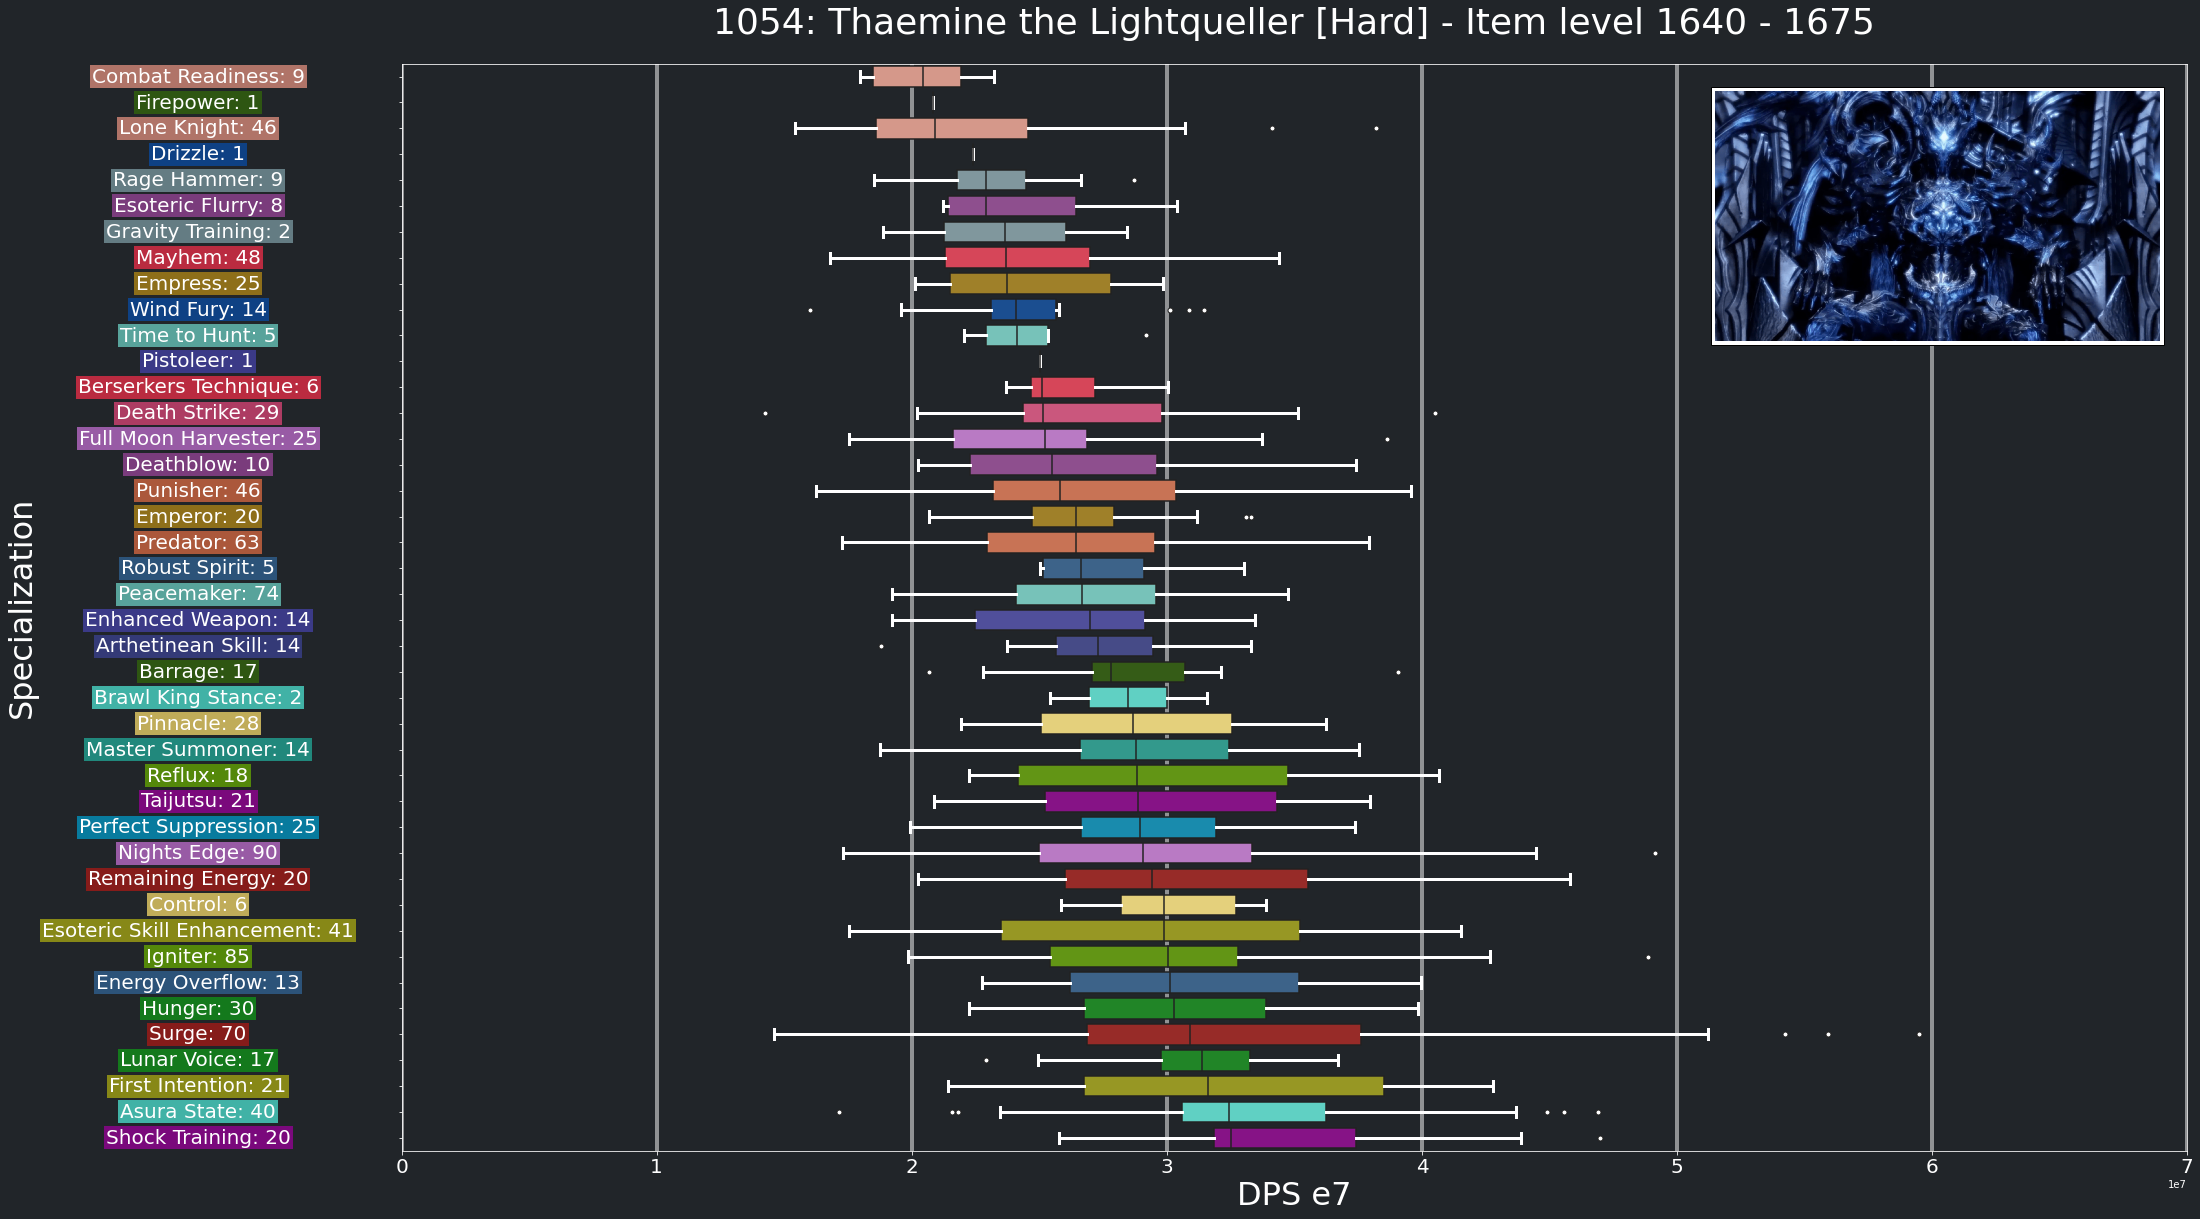 1054: Thaemine the Lightqueller [Hard] - Item level 1640 - 1675
Combat Readiness: 9
Firepower: 1
Lone Knight: 46
Drizzle: 1
Rage Hammer: 9
Esoteric Flurry: 8
Gravity Training: 2
Mayhem: 48
Empress: 25
Wind Fury: 14
Time to Hunt: 5
Pistoleer: 1
Berserkers Technique: 6
Death Strike: 29
Full Moon Harvester: 25
Deathblow: 10
Punisher: 46
Emperor: 20
Predator: 63
Robust Spirit: 5
Peacemaker: 74
Enhanced Weapon: 14
Arthetinean Skill: 14
Barrage: 17
Brawl King Stance: 2
Pinnacle: 28
Master Summoner: 14
Reflux: 18
Taijutsu: 21
Perfect Suppression: 25
Nights Edge: 90
Remaining Energy: 20
Control: 6
Esoteric Skill Enhancement: 41
Igniter: 85
Energy Overflow: 13
Hunger: 30
Surge: 70
Lunar Voice: 17
First Intention: 21
Asura State: 40
Shock Training: 20
Specialization
0 1 2 3 4 5 6 7
1e7
DPS e7